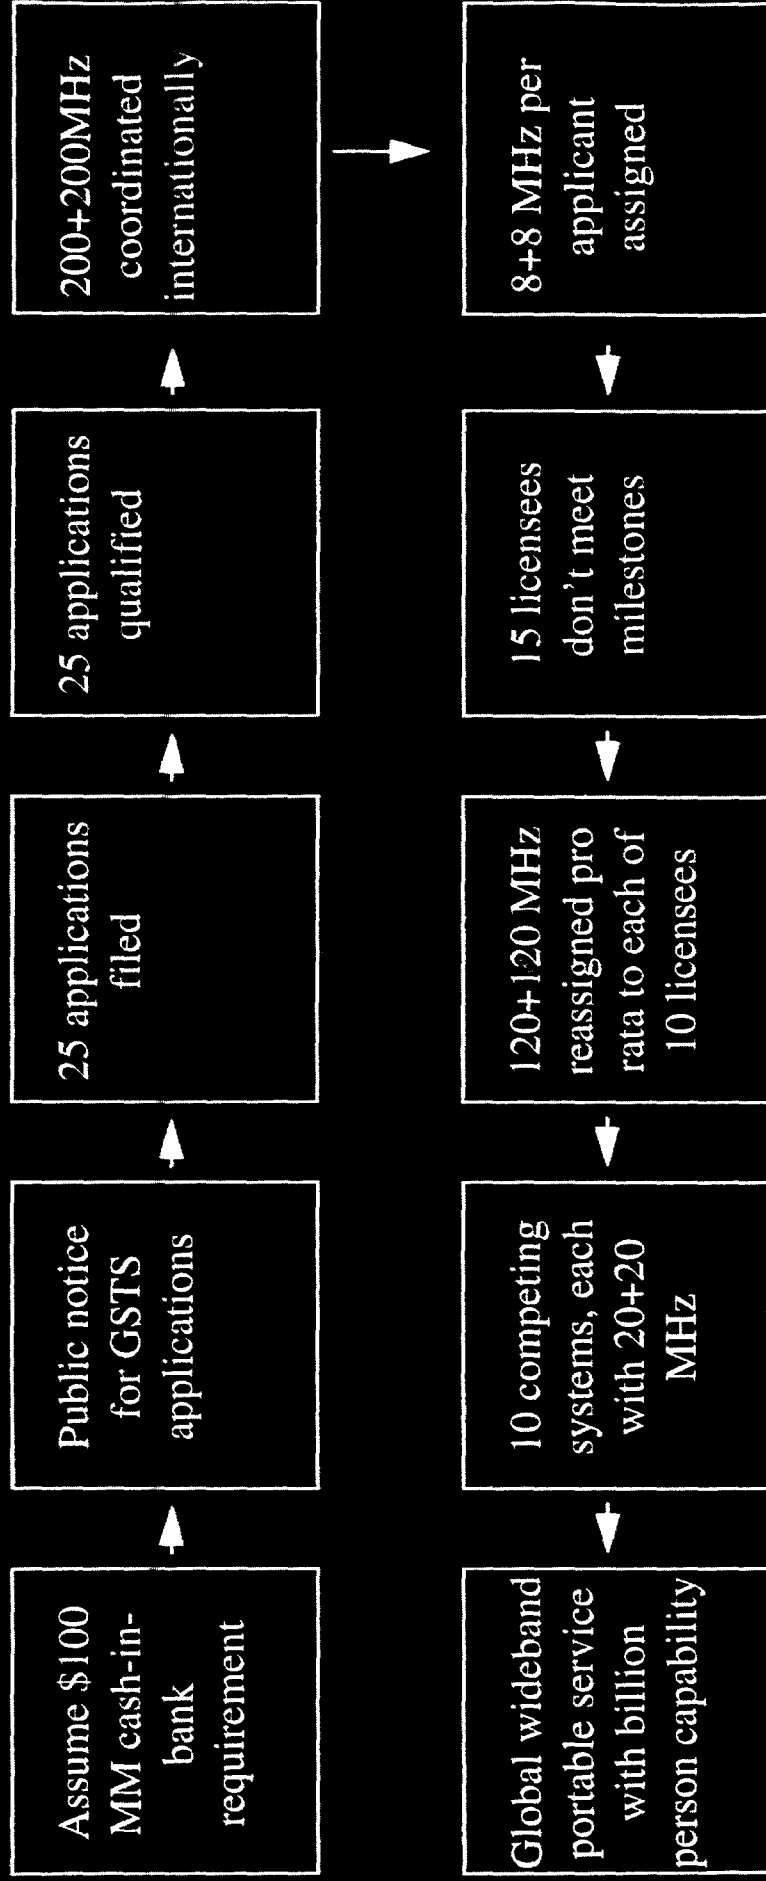 Assume $100
MM cash-in-
bank
requirement
Public notice
for GSTS
applications
25 applications
filed
25 applications
qualified
200+200MHz
coordinated
internationally
8+8 MHz per
applicant
assigned
15 licensees
don't meet
milestones
120+120 MHz
reassigned pro
rata to each of
10 licensees
10 competing
systems, each
with 20+20
MHz
Global wideband
portable service
with billion
person capability